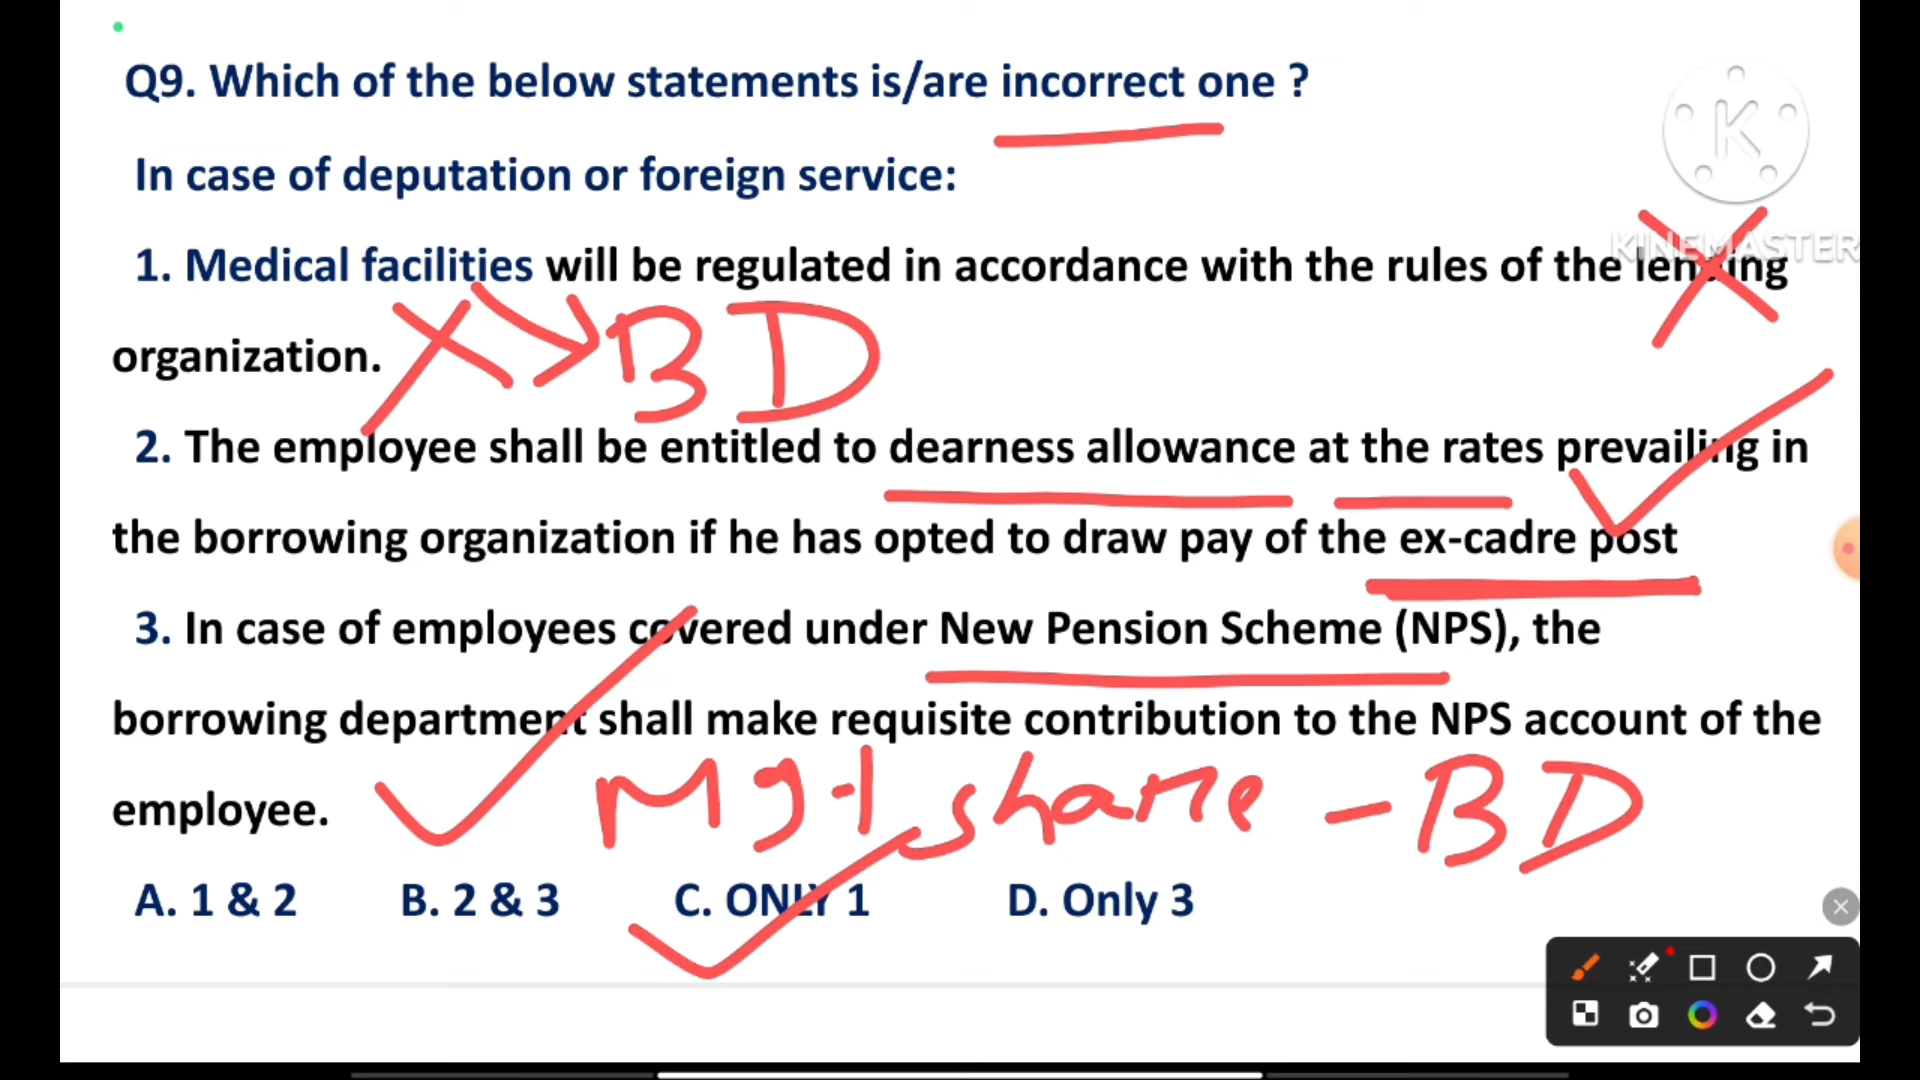 Q9. Which of the below statements is/are incorrect one ?
In case of deputation or foreign service:
K
KINEMASTER
1. Medical facilities will be regulated in accordance with the rules of the lending
organization.
BD
2. The employee shall be entitled to dearness allowance at the rates prevailing in
the borrowing organization if he has opted to draw pay of the ex-cadre post
3. In case of employees covered under New Pension Scheme (NPS), the
borrowing department shall make requisite contribution to the NPS account of the
employee.
Mgt share - BD
A. 1 & 2 B. 2 & 3 C. ONLY 1 D. Only 3